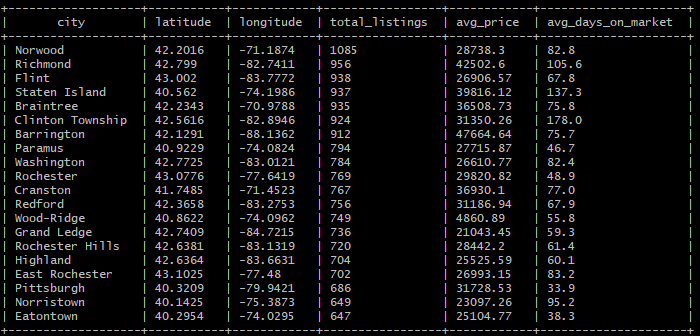 +------------------+----------+-----------+----------------+-----------+--------------------+
| city | latitude | longitude | total_listings | avg_price | avg_days_on_market |
+------------------+----------+-----------+----------------+-----------+--------------------+
| Norwood | 42.2016 | -71.1874 | 1085 | 28738.3 | 82.8 |
| Richmond | 42.799 | -82.7411 | 956 | 42502.6 | 105.6 |
| Flint | 43.002 | -83.7772 | 938 | 26906.57 | 67.8 |
| Staten Island | 40.562 | -74.1986 | 937 | 39816.12 | 137.3 |
| Braintree | 42.2343 | -70.9788 | 935 | 36508.73 | 75.8 |
| Clinton Township | 42.5616 | -82.8946 | 924 | 31350.26 | 178.0 |
| Barrington | 42.1291 | -88.1362 | 912 | 47664.64 | 75.7 |
| Paramus | 40.9229 | -74.0824 | 794 | 27715.87 | 46.7 |
| Washington | 42.7725 | -83.0121 | 784 | 26610.77 | 82.4 |
| Rochester | 43.0776 | -77.6419 | 769 | 29820.82 | 48.9 |
| Cranston | 41.7485 | -71.4523 | 767 | 36930.1 | 77.0 |
| Redford | 42.3658 | -83.2753 | 756 | 31186.94 | 67.9 |
| Wood-Ridge | 40.8622 | -74.0962 | 749 | 4860.89 | 55.8 |
| Grand Ledge | 42.7409 | -84.7215 | 736 | 21043.45 | 59.3 |
| Rochester Hills | 42.6381 | -83.1319 | 720 | 28442.2 | 61.4 |
| Highland | 42.6364 | -83.6631 | 704 | 25525.59 | 60.1 |
| East Rochester | 43.1025 | -77.48 | 702 | 26993.15 | 83.2 |
| Pittsburgh | 40.3209 | -79.9421 | 686 | 31728.53 | 33.9 |
| Norristown | 40.1425 | -75.3873 | 649 | 23097.26 | 95.2 |
| Eatontown | 40.2954 | -74.0295 | 647 | 25104.77 | 38.3 |
+------------------+----------+-----------+----------------+-----------+--------------------+